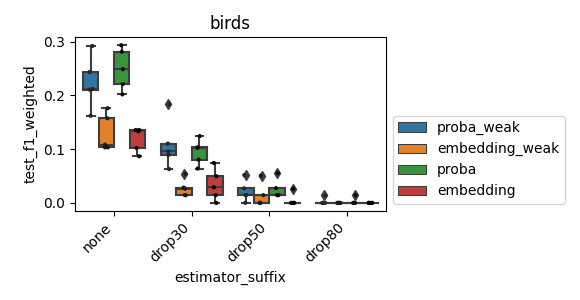 birds
test_f1_weighted
0.3
0.2
0.1
0.0
none
drop30
drop50
drop80
estimator_suffix
proba_weak
embedding_weak
proba
embedding